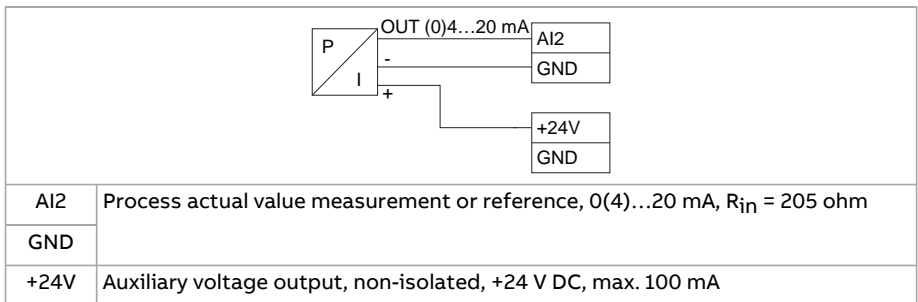 OUT (0)4…20 mA
P
I
-
+
AI2
GND
+24V
GND
AI2 Process actual value measurement or reference, 0(4)…20 mA, Rin = 205 ohm
GND
+24V Auxiliary voltage output, non-isolated, +24 V DC, max. 100 mA